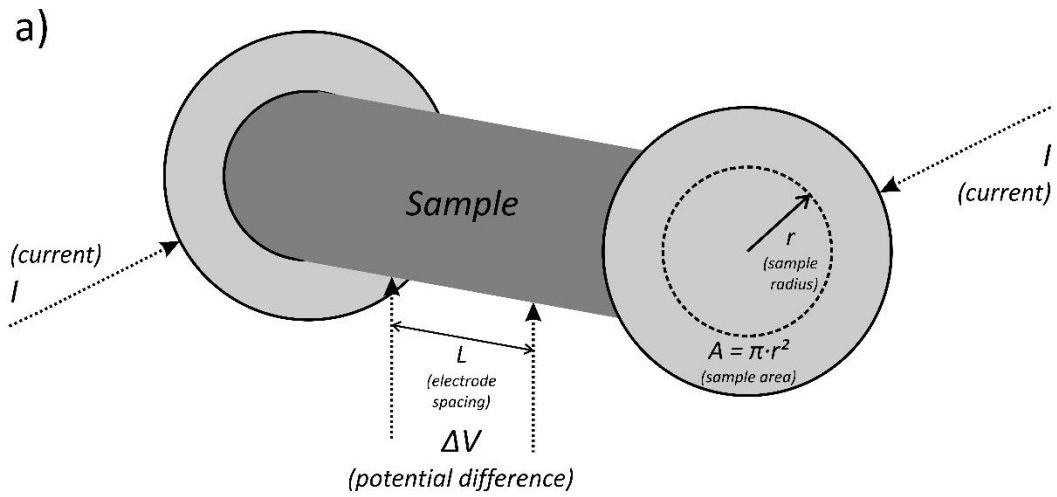 a)
Sample
(current)
I
I
(current)
r
(sample
radius)
A = π·r²
(sample area)
L
(electrode
spacing)
ΔV
(potential difference)